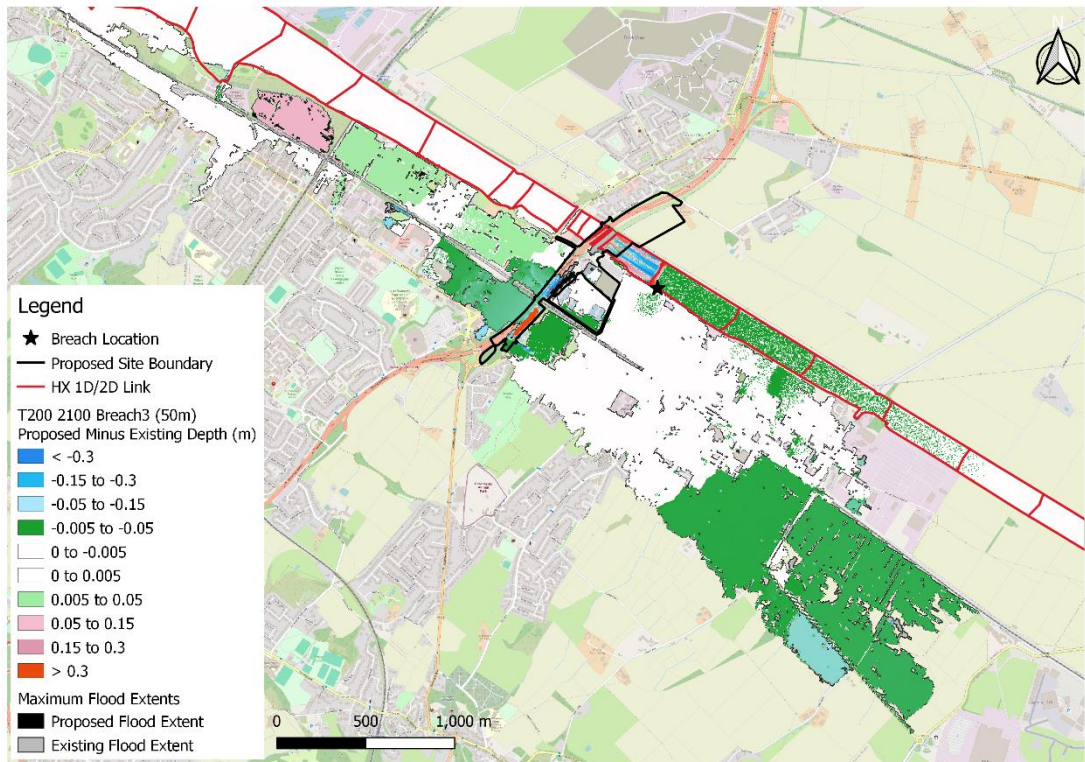 N
Legend
Breach Location
Proposed Site Boundary
HX 1D/2D Link
T200 2100 Breach3 (50m)
Proposed Minus Existing Depth (m)
< -0.3
-0.15 to -0.3
-0.05 to -0.15
-0.005 to -0.05
0 to -0.005
0 to 0.005
0.005 to 0.05
0.05 to 0.15
0.15 to 0.3
> 0.3
Maximum Flood Extents
Proposed Flood Extent
Existing Flood Extent
0 500 1,000 m